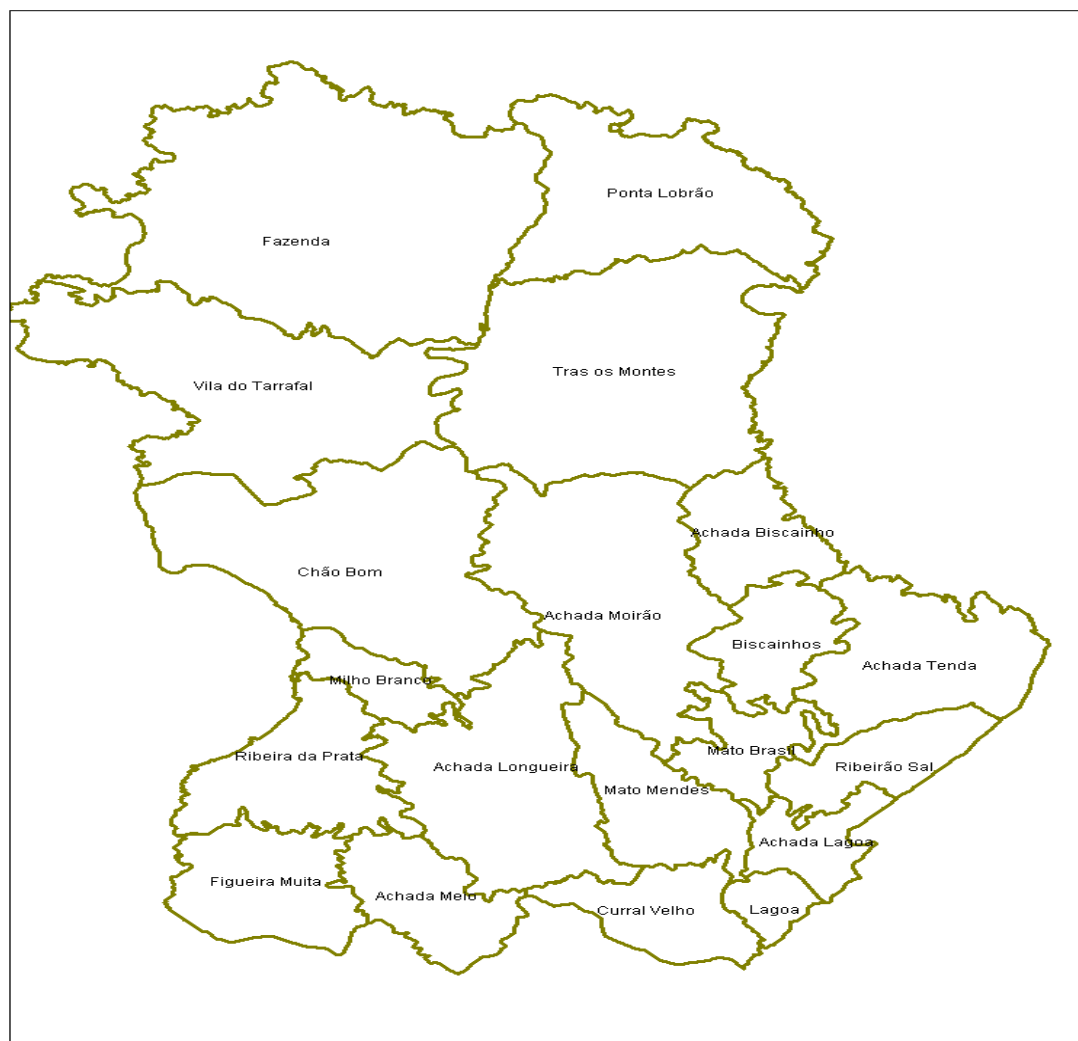 Ponta Lobrão
Fazenda
Tras os Montes
Vila do Tarrafal
Achada Biscainho
Chão Bom
Achada Moirão
Biscainhos
Achada Tenda
Milho Branco
Mato Brasil
Ribeira da Prata
Achada Longueira
Ribeirão Sal
Mato Mendes
Achada Lagoa
Figueira Muita
Achada Meio
Curral Velho
Lagoa